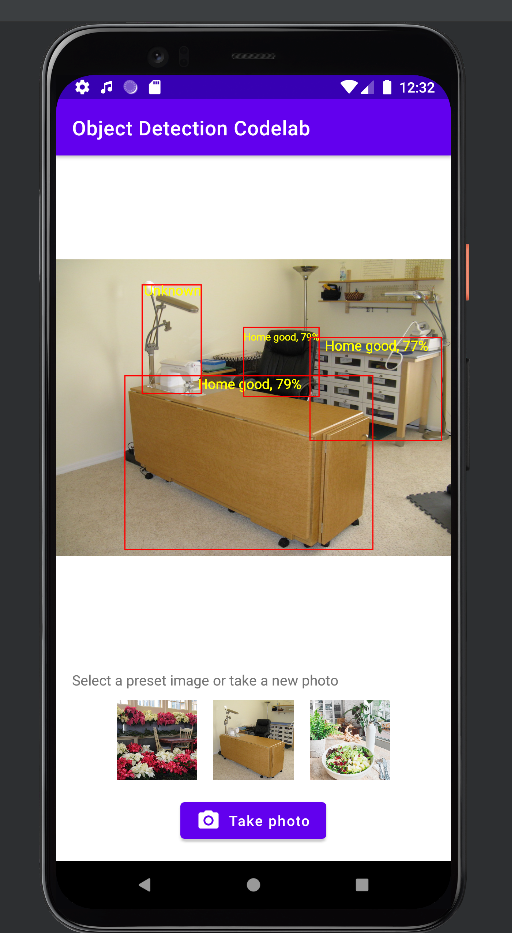 12:32
Object Detection Codelab
Unknown
Home good, 79%
Home good, 77%
Home good, 79%
Select a preset image or take a new photo
Take photo